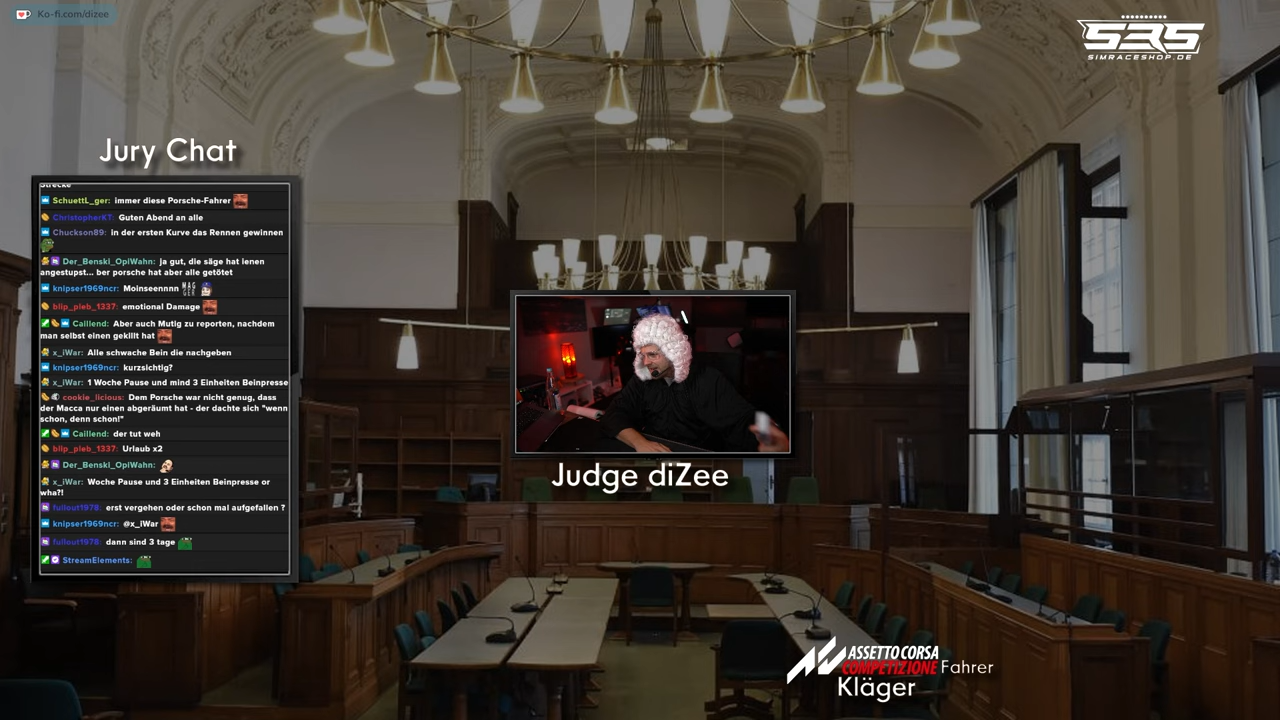 Ko-fi.com/dizee
SRS
SIMRACESHOP.DE
Jury Chat
Strecke
SchuettL_ger: immer diese Porsche-Fahrer
ChristopherKT: Guten Abend an alle
Chuckson89: in der ersten Kurve das Rennen gewinnen
Der_Benski_OpiWahn: ja gut, die säge hat ienen
angestupst... ber porsche hat aber alle getötet
knipser1969ncr: Moinseennnn
blip_pleb_1337: emotional Damage
Caillend: Aber auch Mutig zu reporten, nachdem
man selbst einen gekillt hat
x_iWar: Alle schwache Bein die nachgeben
knipser1969ncr: kurzsichtig?
x_iWar: 1 Woche Pause und mind 3 Einheiten Beinpresse
cookie_licious: Dem Porsche war nicht genug, dass
der Macca nur einen abgeräumt hat - der dachte sich "wenn
schon, denn schon!"
Caillend: der tut weh
blip_pleb_1337: Urlaub x2
Der_Benski_OpiWahn:
x_iWar: Woche Pause und 3 Einheiten Beinpresse or
wha?!
fullout1978: erst vergehen oder schon mal aufgefallen ?
knipser1969ncr: @x_iWar
fullout1978: dann sind 3 tage
StreamElements:
Judge diZee
ASSETTO CORSA
COMPETIZIONE Fahrer
Kläger